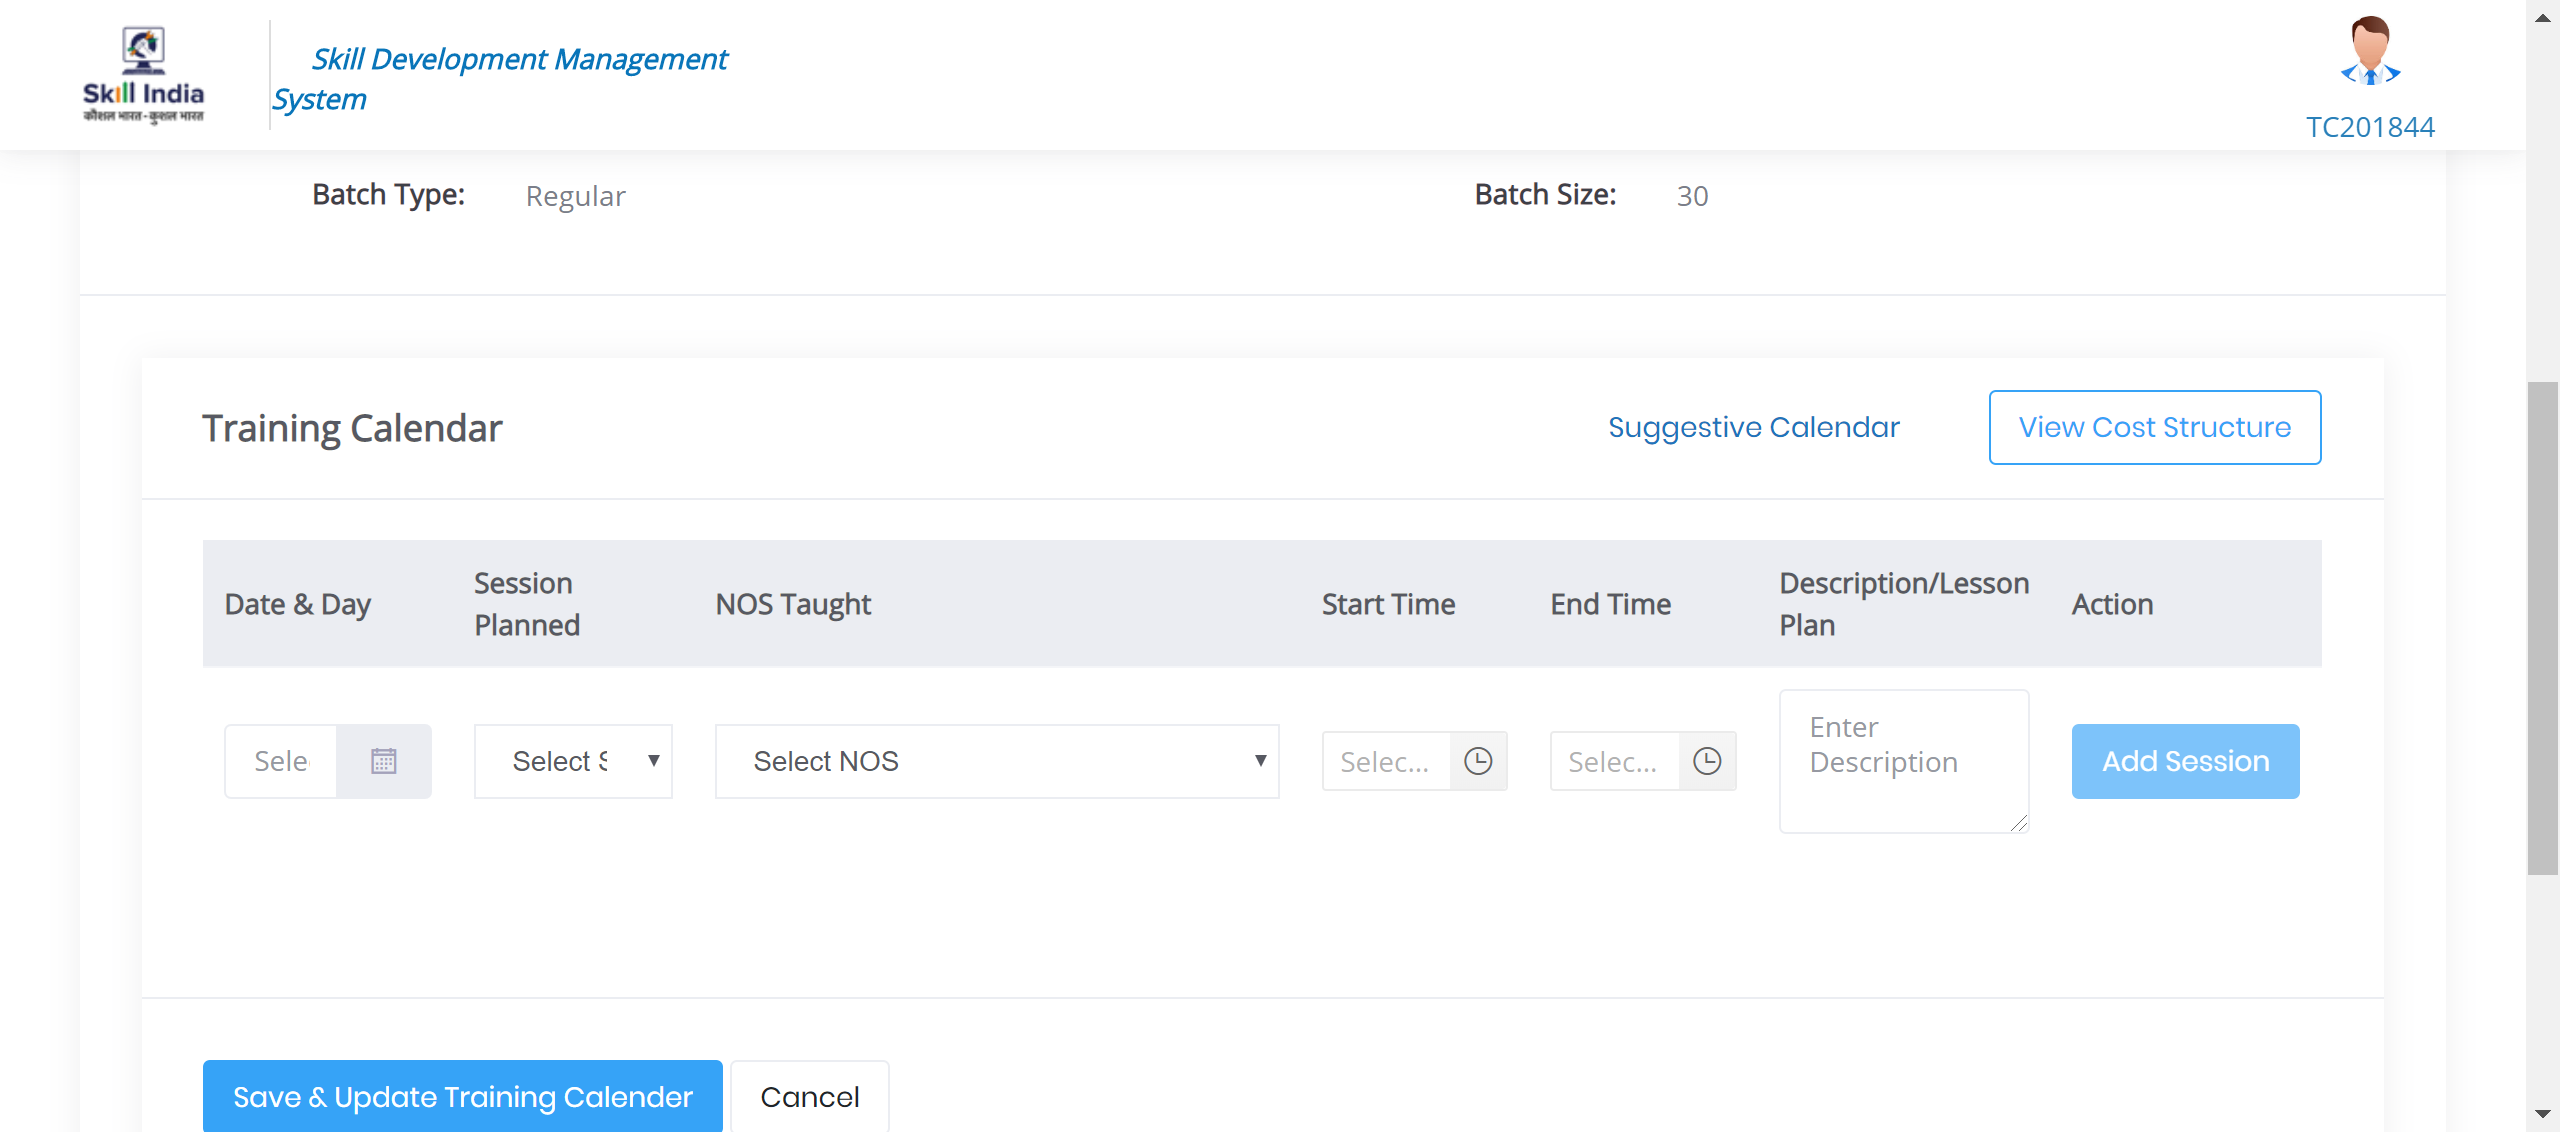 Skill India
कौशल भारत-कुशल भारत
Skill Development Management
System
TC201844
Batch Type: Regular Batch Size: 30
Training Calendar Suggestive Calendar View Cost Structure
Date & Day Session Planned NOS Taught Start Time End Time Description/Lesson Plan Action
Sele Select S Select NOS Selec... Selec... Enter Description Add Session
Save & Update Training Calender Cancel